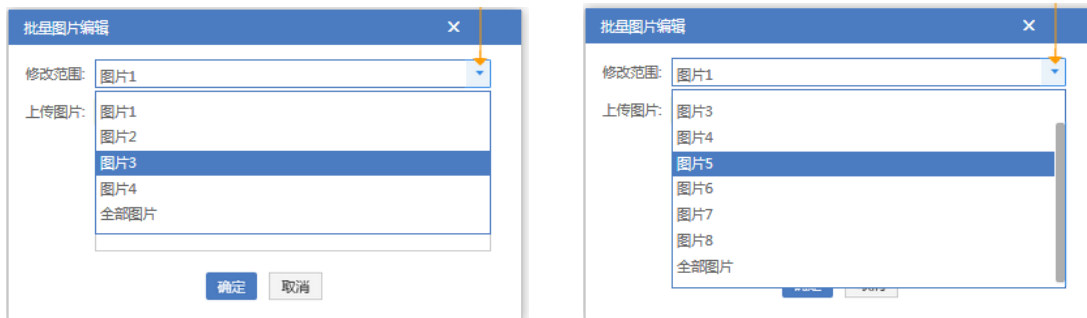 批量图片编辑
修改范围: 图片1
上传图片: 图片1
图片2
图片3
图片4
全部图片
确定 取消
批量图片编辑
修改范围: 图片1
上传图片: 图片3
图片4
图片5
图片6
图片7
图片8
全部图片